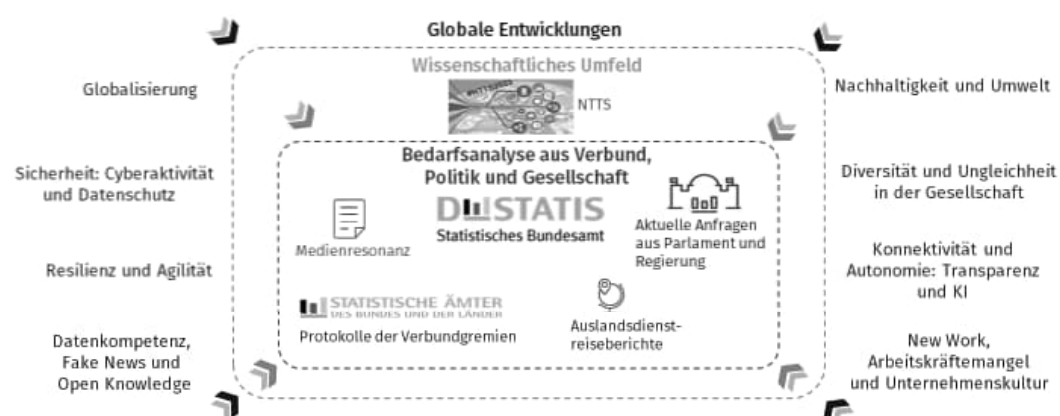 Globale Entwicklungen
Wissenschaftliches Umfeld
NTTS
Globalisierung
Sicherheit: Cyberaktivität
und Datenschutz
Resilienz und Agilität
Datenkompetenz,
Fake News und
Open Knowledge
Bedarfsanalyse aus Verbund,
Politik und Gesellschaft
DESTATIS
Statistisches Bundesamt
Medienresonanz
Aktuelle Anfragen
aus Parlament und
Regierung
STATISTISCHE ÄMTER
DES BUNDES UND DER LÄNDER
Protokolle der Verbundgremien
Auslandsdienst-
reiseberichte
Nachhaltigkeit und Umwelt
Diversität und Ungleichheit
in der Gesellschaft
Konnektivität und
Autonomie: Transparenz
und KI
New Work,
Arbeitskräftemangel
und Unternehmenskultur